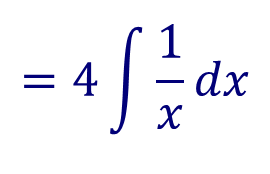 = 4 ∫ 1/x dx